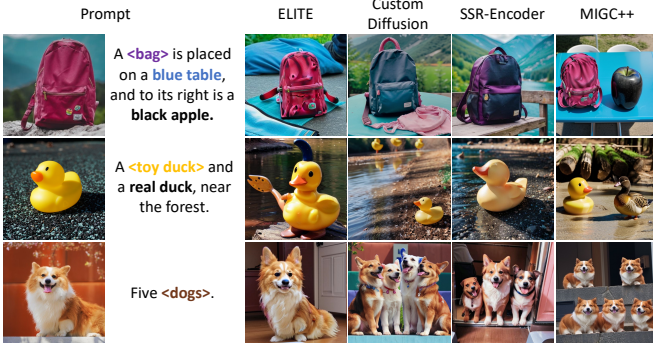 Prompt
ELITE
Custom
Diffusion
SSR-Encoder
MIGC++
A <bag> is placed
on a blue table,
and to its right is a
black apple.
A <toy duck> and
a real duck, near
the forest.
Five <dogs>.